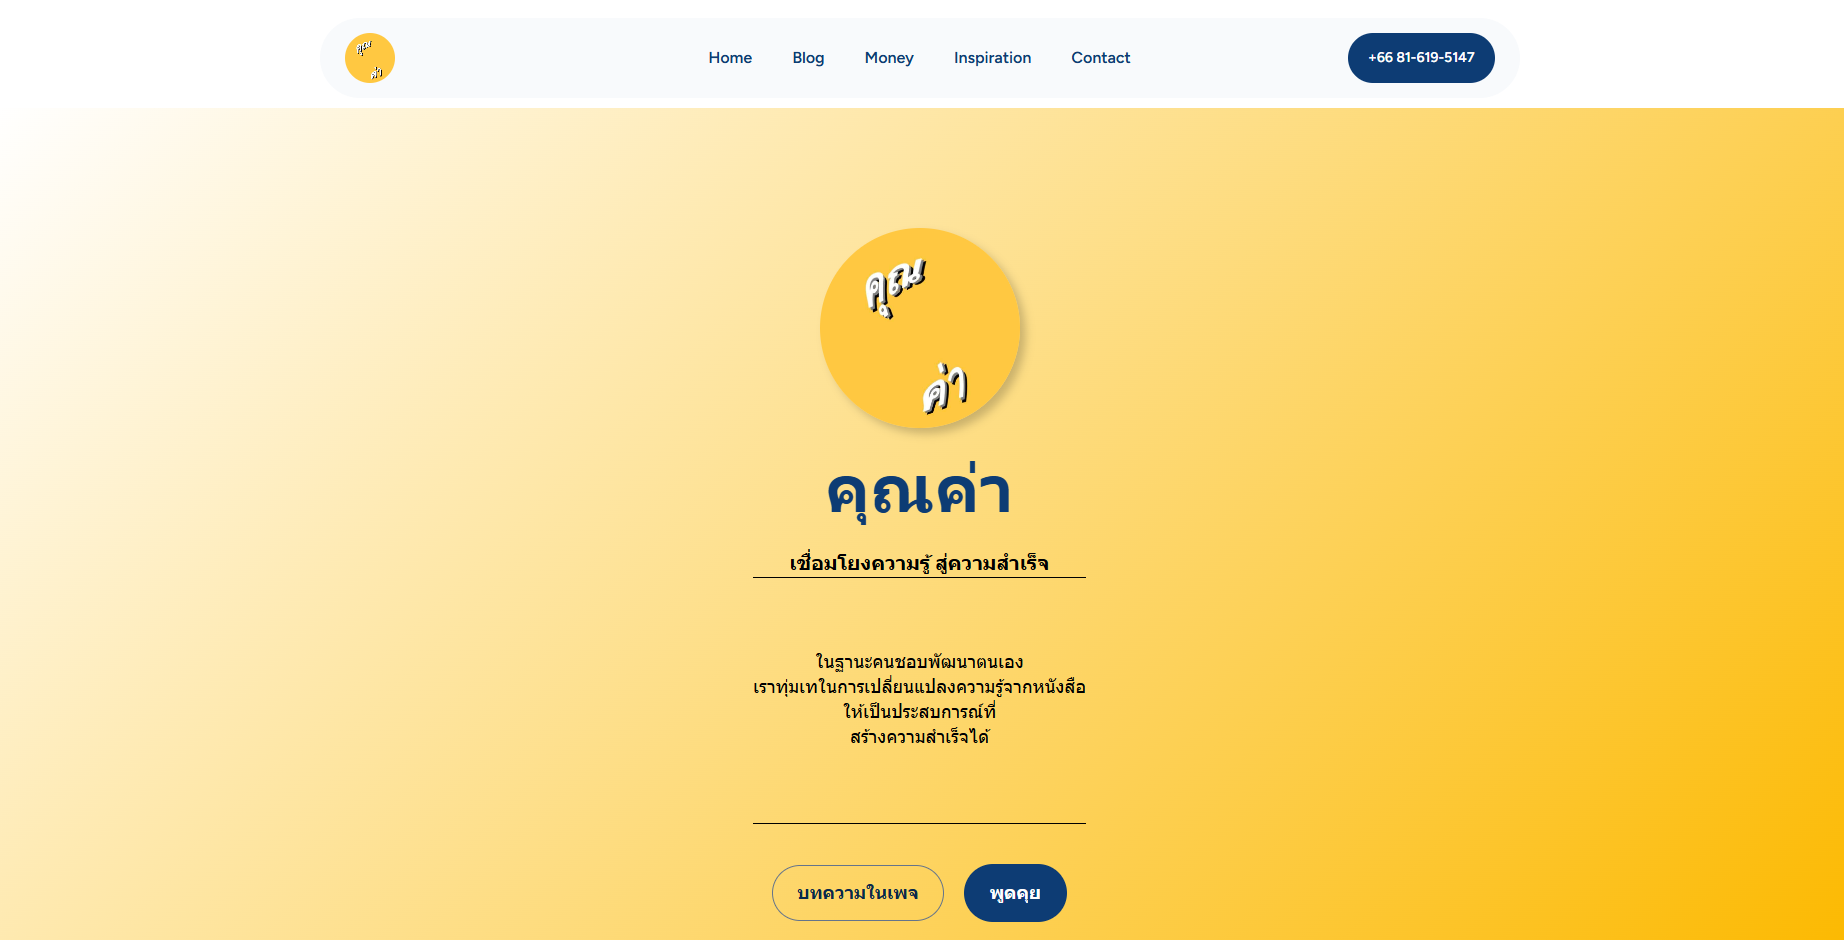 คุณ
ค่า
Home Blog Money Inspiration Contact +66 81-619-5147
คุณ
ค่า
คุณค่า
เชื่อมโยงความรู้ สู่ความสำเร็จ
ในฐานะคนชอบพัฒนาตนเอง
เราทุ่มเทในการเปลี่ยนแปลงความรู้จากหนังสือ
ให้เป็นประสบการณ์ที่
สร้างความสำเร็จได้
บทความในเพจ พูดคุย